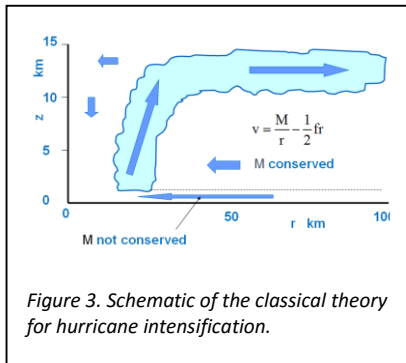 15
km
10
z
5
0
v = M/r - 1/2 fr
M conserved
0
50
100
r km
M not conserved
Figure 3. Schematic of the classical theory
for hurricane intensification.